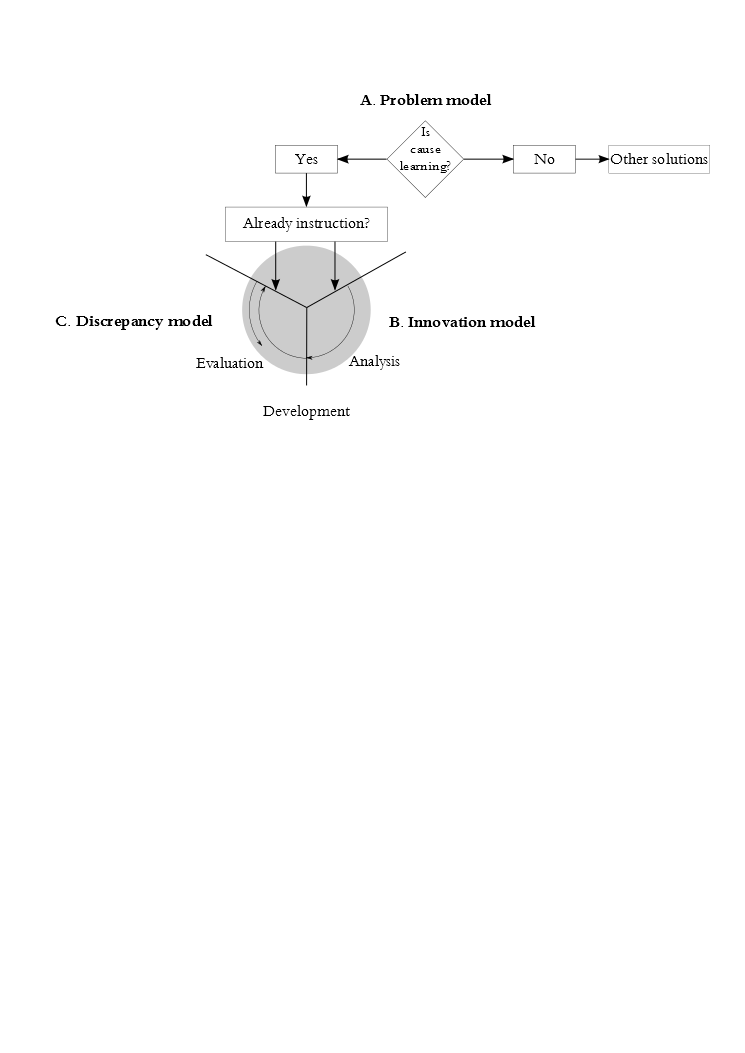 A. Problem model
Is
cause
learning?
Yes
No
Other solutions
Already instruction?
C. Discrepancy model
B. Innovation model
Evaluation
Analysis
Development